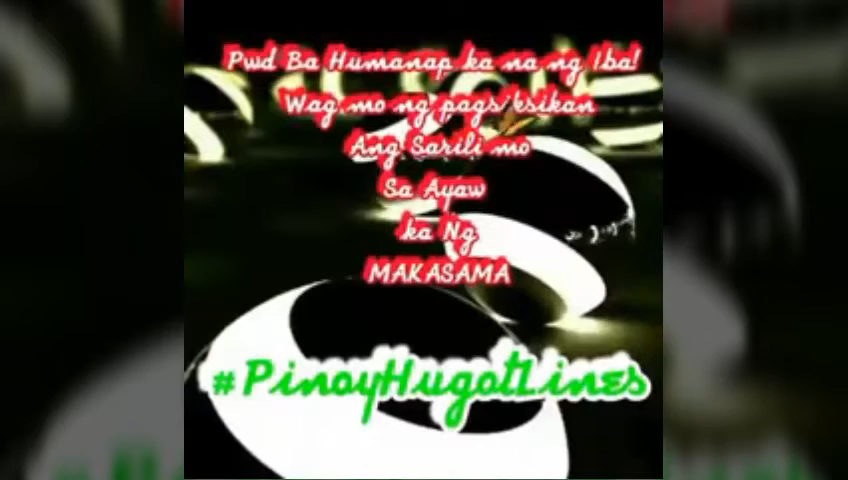 Pwd Ba Humanap ka na ng Iba!
Wag mo ng pagsiksikan
Ang Sarili mo
Sa Ayaw
ka Ng
MAKASAMA
#PinoyHugotLines